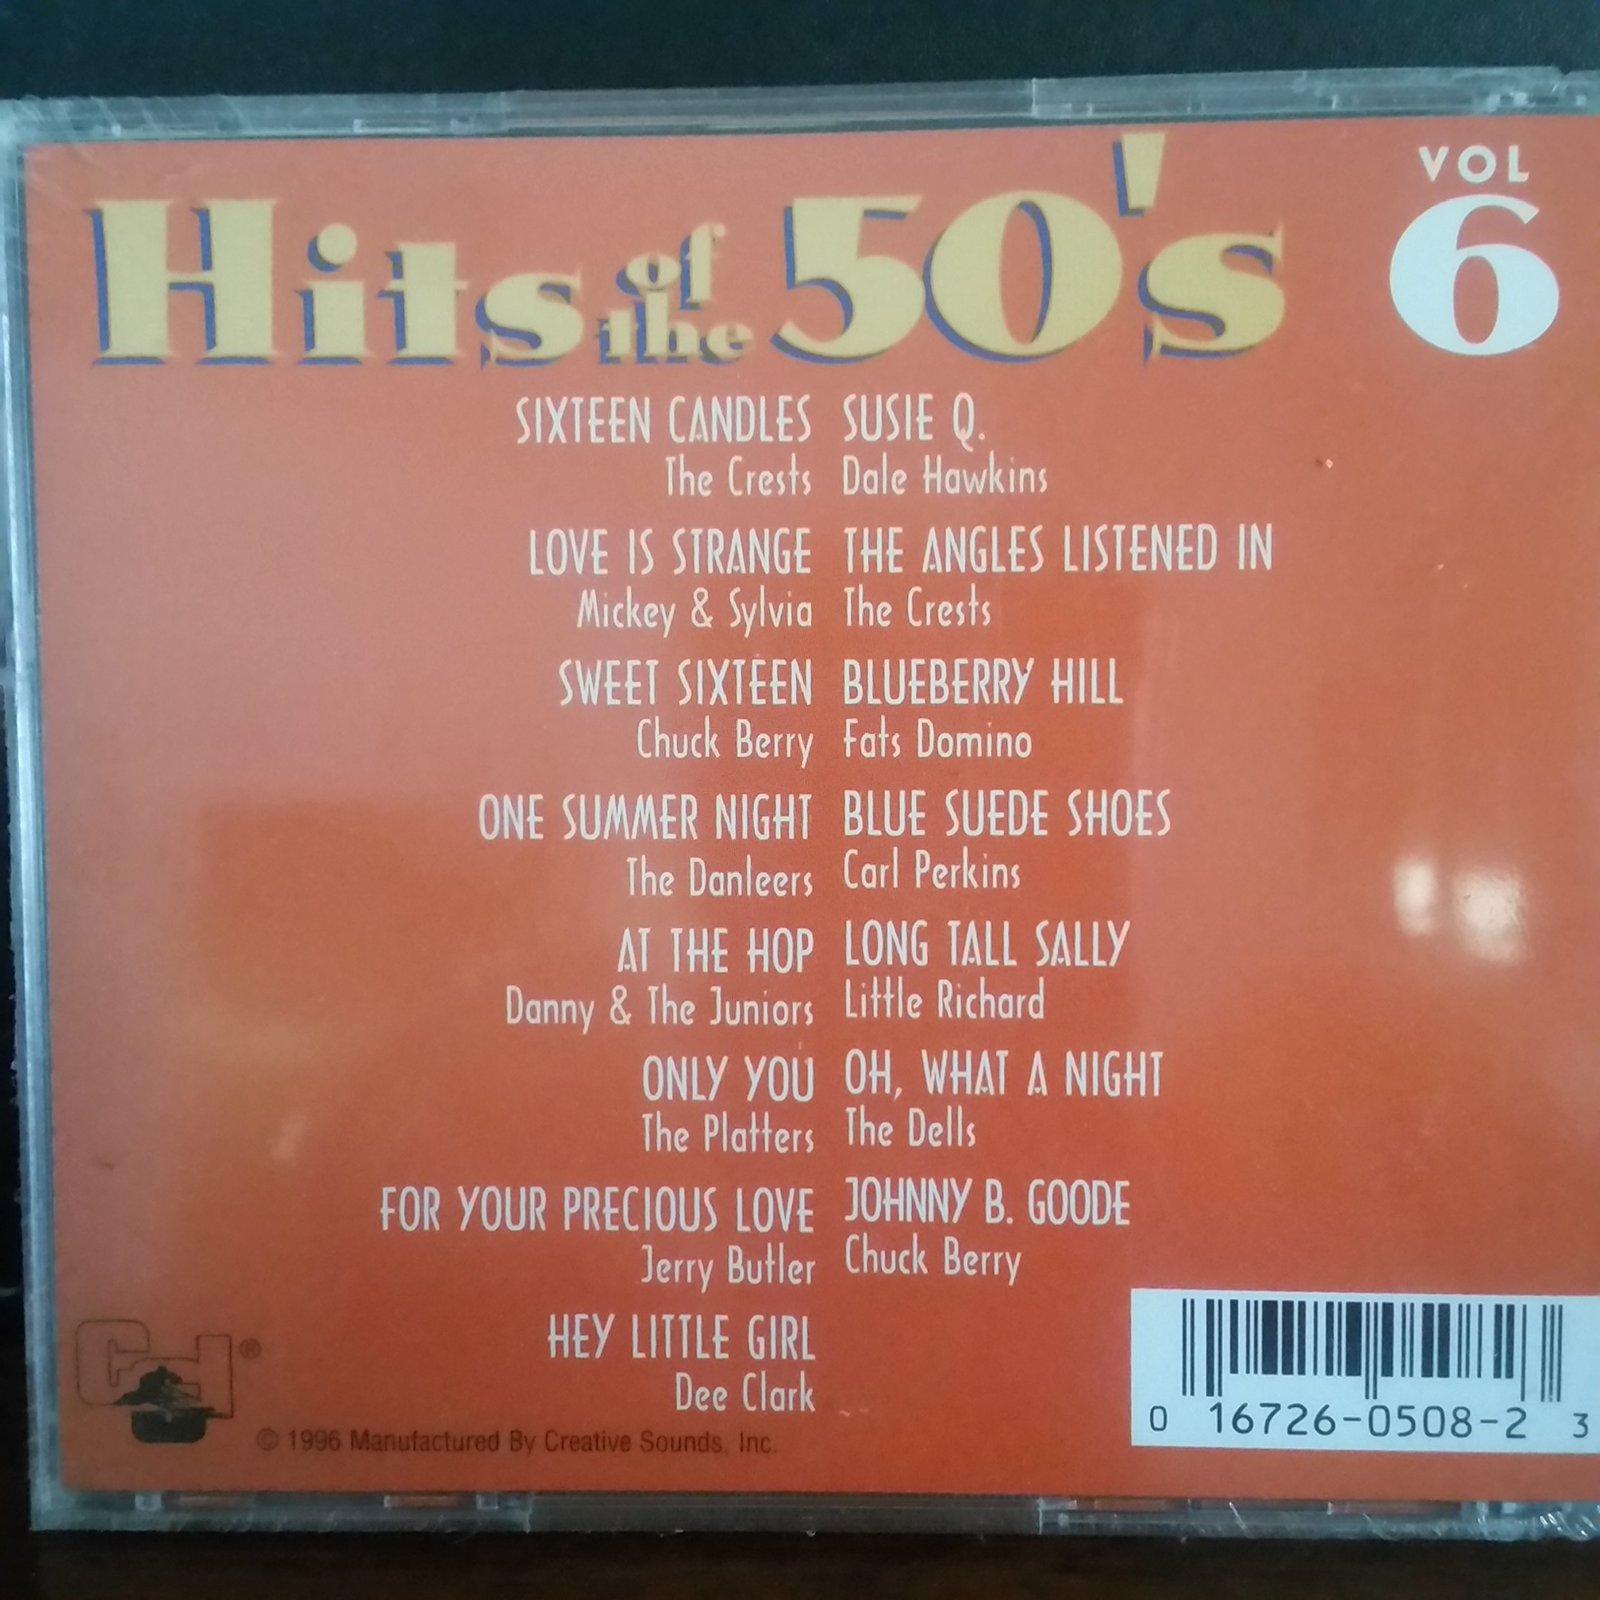 Hits of the 50's
VOL
6
SIXTEEN CANDLES
The Crests
LOVE IS STRANGE
Mickey & Sylvia
SWEET SIXTEEN
Chuck Berry
ONE SUMMER NIGHT
The Danleers
AT THE HOP
Danny & The Juniors
ONLY YOU
The Platters
FOR YOUR PRECIOUS LOVE
Jerry Butler
HEY LITTLE GIRL
Dee Clark
SUSIE Q.
Dale Hawkins
THE ANGLES LISTENED IN
The Crests
BLUEBERRY HILL
Fats Domino
BLUE SUEDE SHOES
Carl Perkins
LONG TALL SALLY
Little Richard
OH, WHAT A NIGHT
The Dells
JOHNNY B. GOODE
Chuck Berry
®
© 1996 Manufactured By Creative Sounds, Inc.
0 16726-0508-2 3